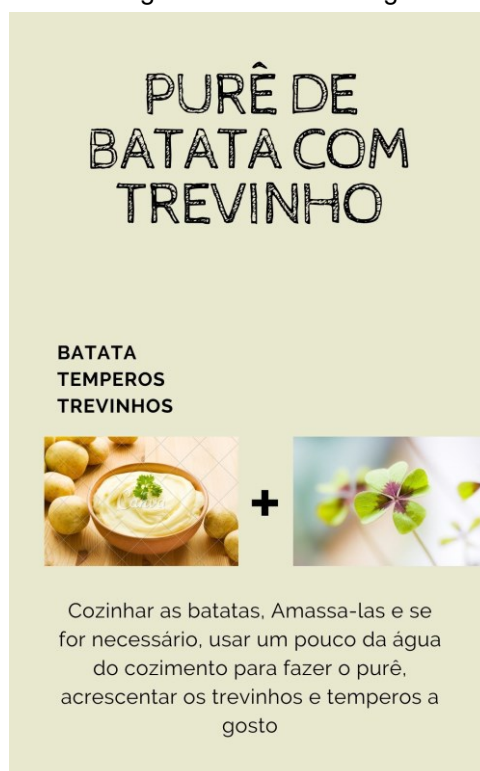 PURÊ DE
BATATA COM
TREVINHO
BATATA
TEMPEROS
TREVINHOS
+
Cozinhar as batatas, Amassa-las e se
for necessário, usar um pouco da água
do cozimento para fazer o purê,
acrescentar os trevinhos e temperos a
gosto